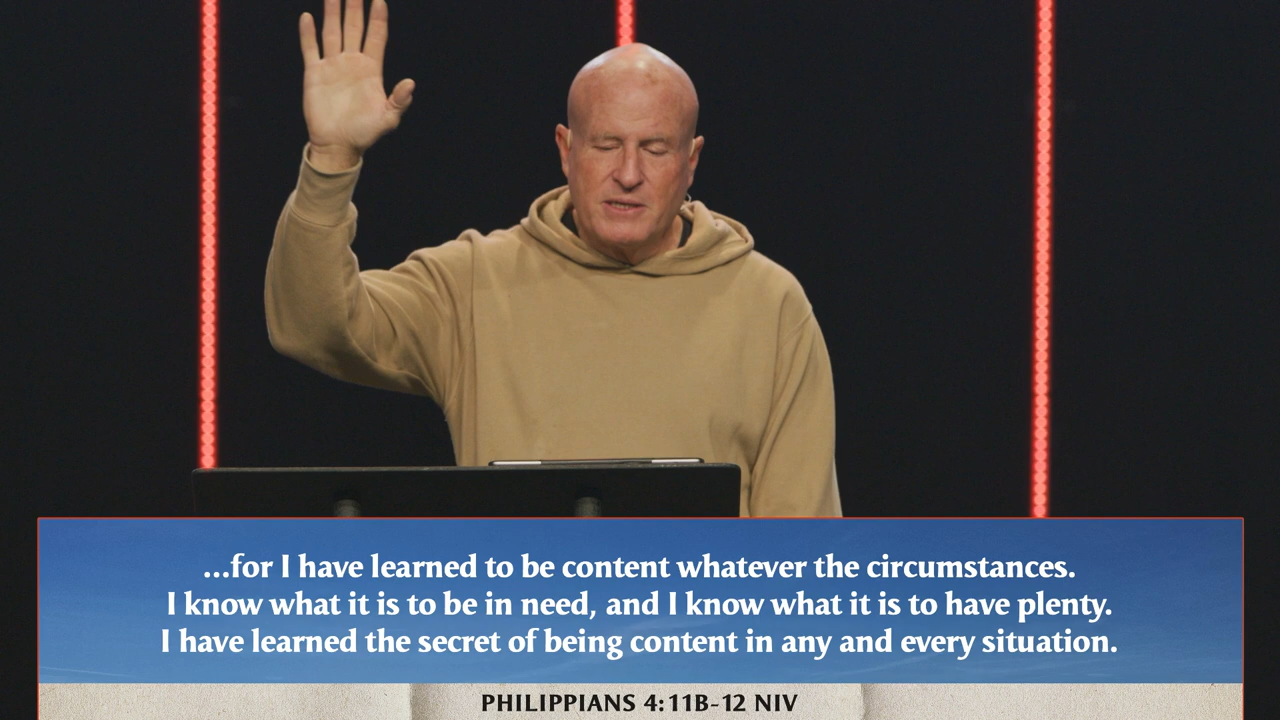 ...for I have learned to be content whatever the circumstances.
I know what it is to be in need, and I know what it is to have plenty.
I have learned the secret of being content in any and every situation.
PHILIPPIANS 4:11B-12 NIV